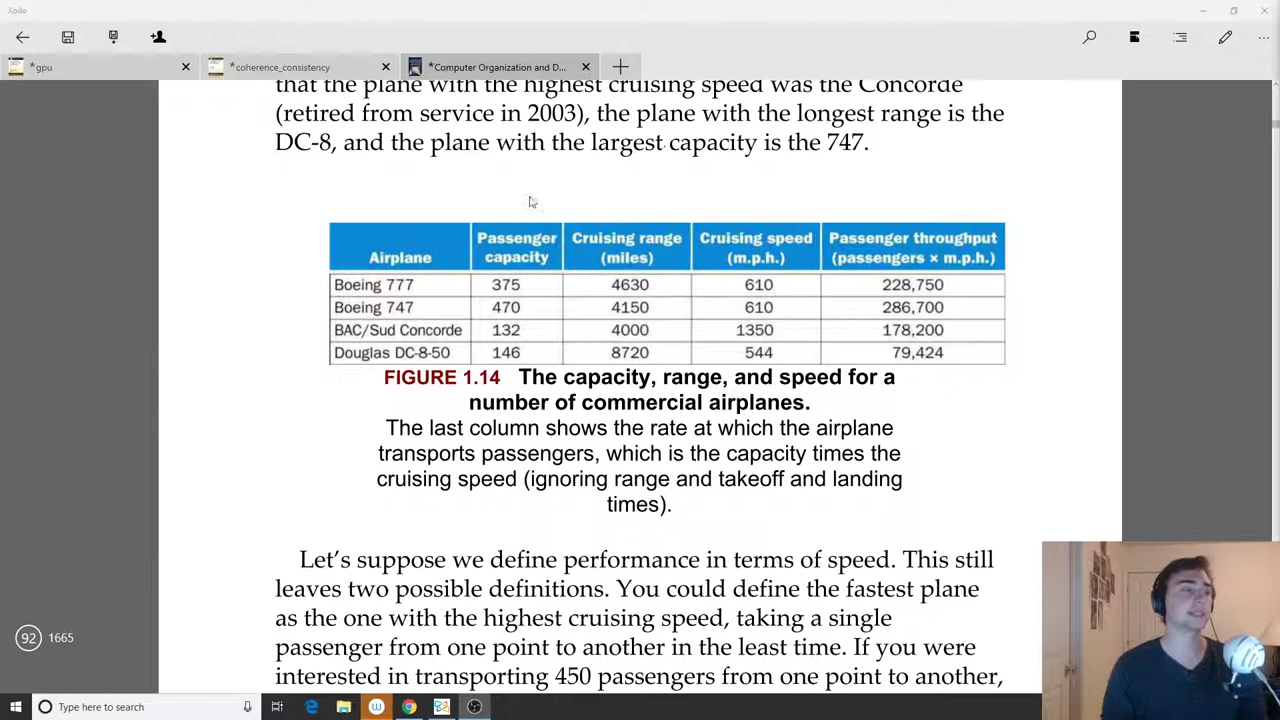 Xodo
*gpu
*coherence_consistency
*Computer Organization and D...
that the plane with the highest cruising speed was the Concorde
(retired from service in 2003), the plane with the longest range is the
DC-8, and the plane with the largest capacity is the 747.
Airplane Passenger capacity Cruising range (miles) Cruising speed (m.p.h.) Passenger throughput (passengers × m.p.h.)
Boeing 777 375 4630 610 228,750
Boeing 747 470 4150 610 286,700
BAC/Sud Concorde 132 4000 1350 178,200
Douglas DC-8-50 146 8720 544 79,424
FIGURE 1.14 The capacity, range, and speed for a
number of commercial airplanes.
The last column shows the rate at which the airplane
transports passengers, which is the capacity times the
cruising speed (ignoring range and takeoff and landing
times).
Let's suppose we define performance in terms of speed. This still
leaves two possible definitions. You could define the fastest plane
as the one with the highest cruising speed, taking a single
passenger from one point to another in the least time. If you were
interested in transporting 450 passengers from one point to another,
92 1665
Type here to search